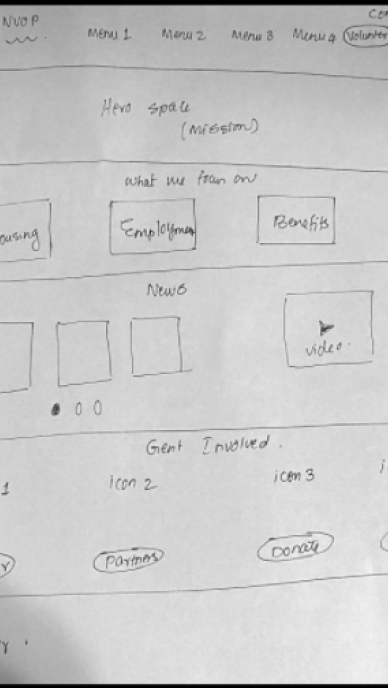 NVOP Menu 1 Menu 2 Menu 3 Menu 4 Con
Volunteer
Hero space
(Mission)
What we focus on
ousing Employmen Benefits
News
video.
Gent Involved.
1 icon 2 icon 3 i
r Partners Donate
r .